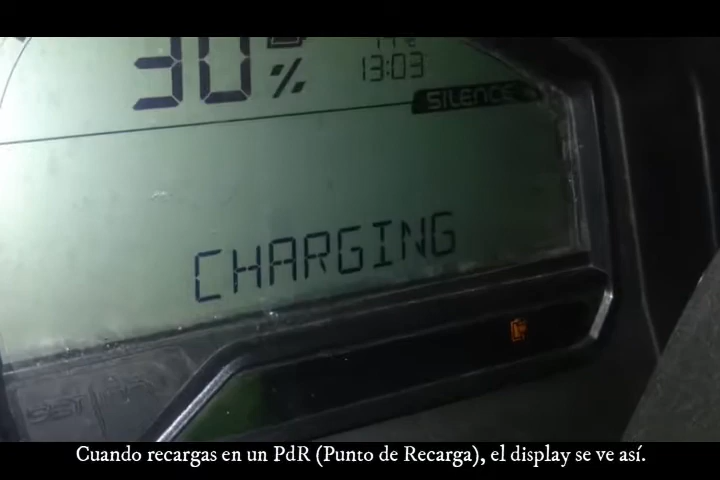 30%
13:03
SILENCE
CHARGING
Cuando recargas en un PdR (Punto de Recarga), el display se ve así.